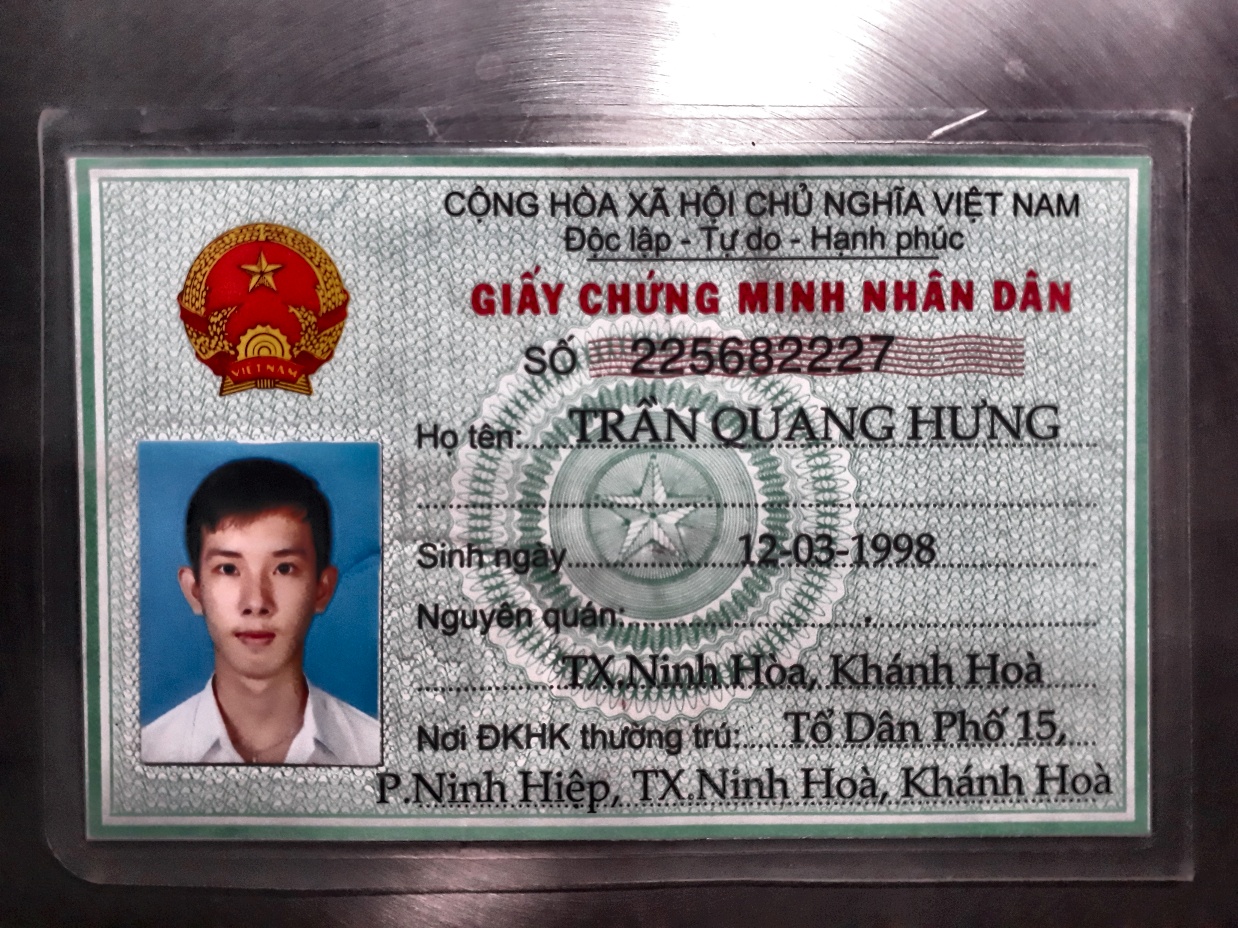 CỘNG HÒA XÃ HỘI CHỦ NGHĨA VIỆT NAM
Độc lập - Tự do - Hạnh phúc
GIẤY CHỨNG MINH NHÂN DÂN
SỐ 225682227
VIỆT NAM
Họ tên: TRẦN QUANG HƯNG
Sinh ngày 12-03-1998
Nguyên quán:
TX.Ninh Hòa, Khánh Hoà
Nơi ĐKHK thường trú: Tổ Dân Phố 15,
P.Ninh Hiệp, TX.Ninh Hoà, Khánh Hoà